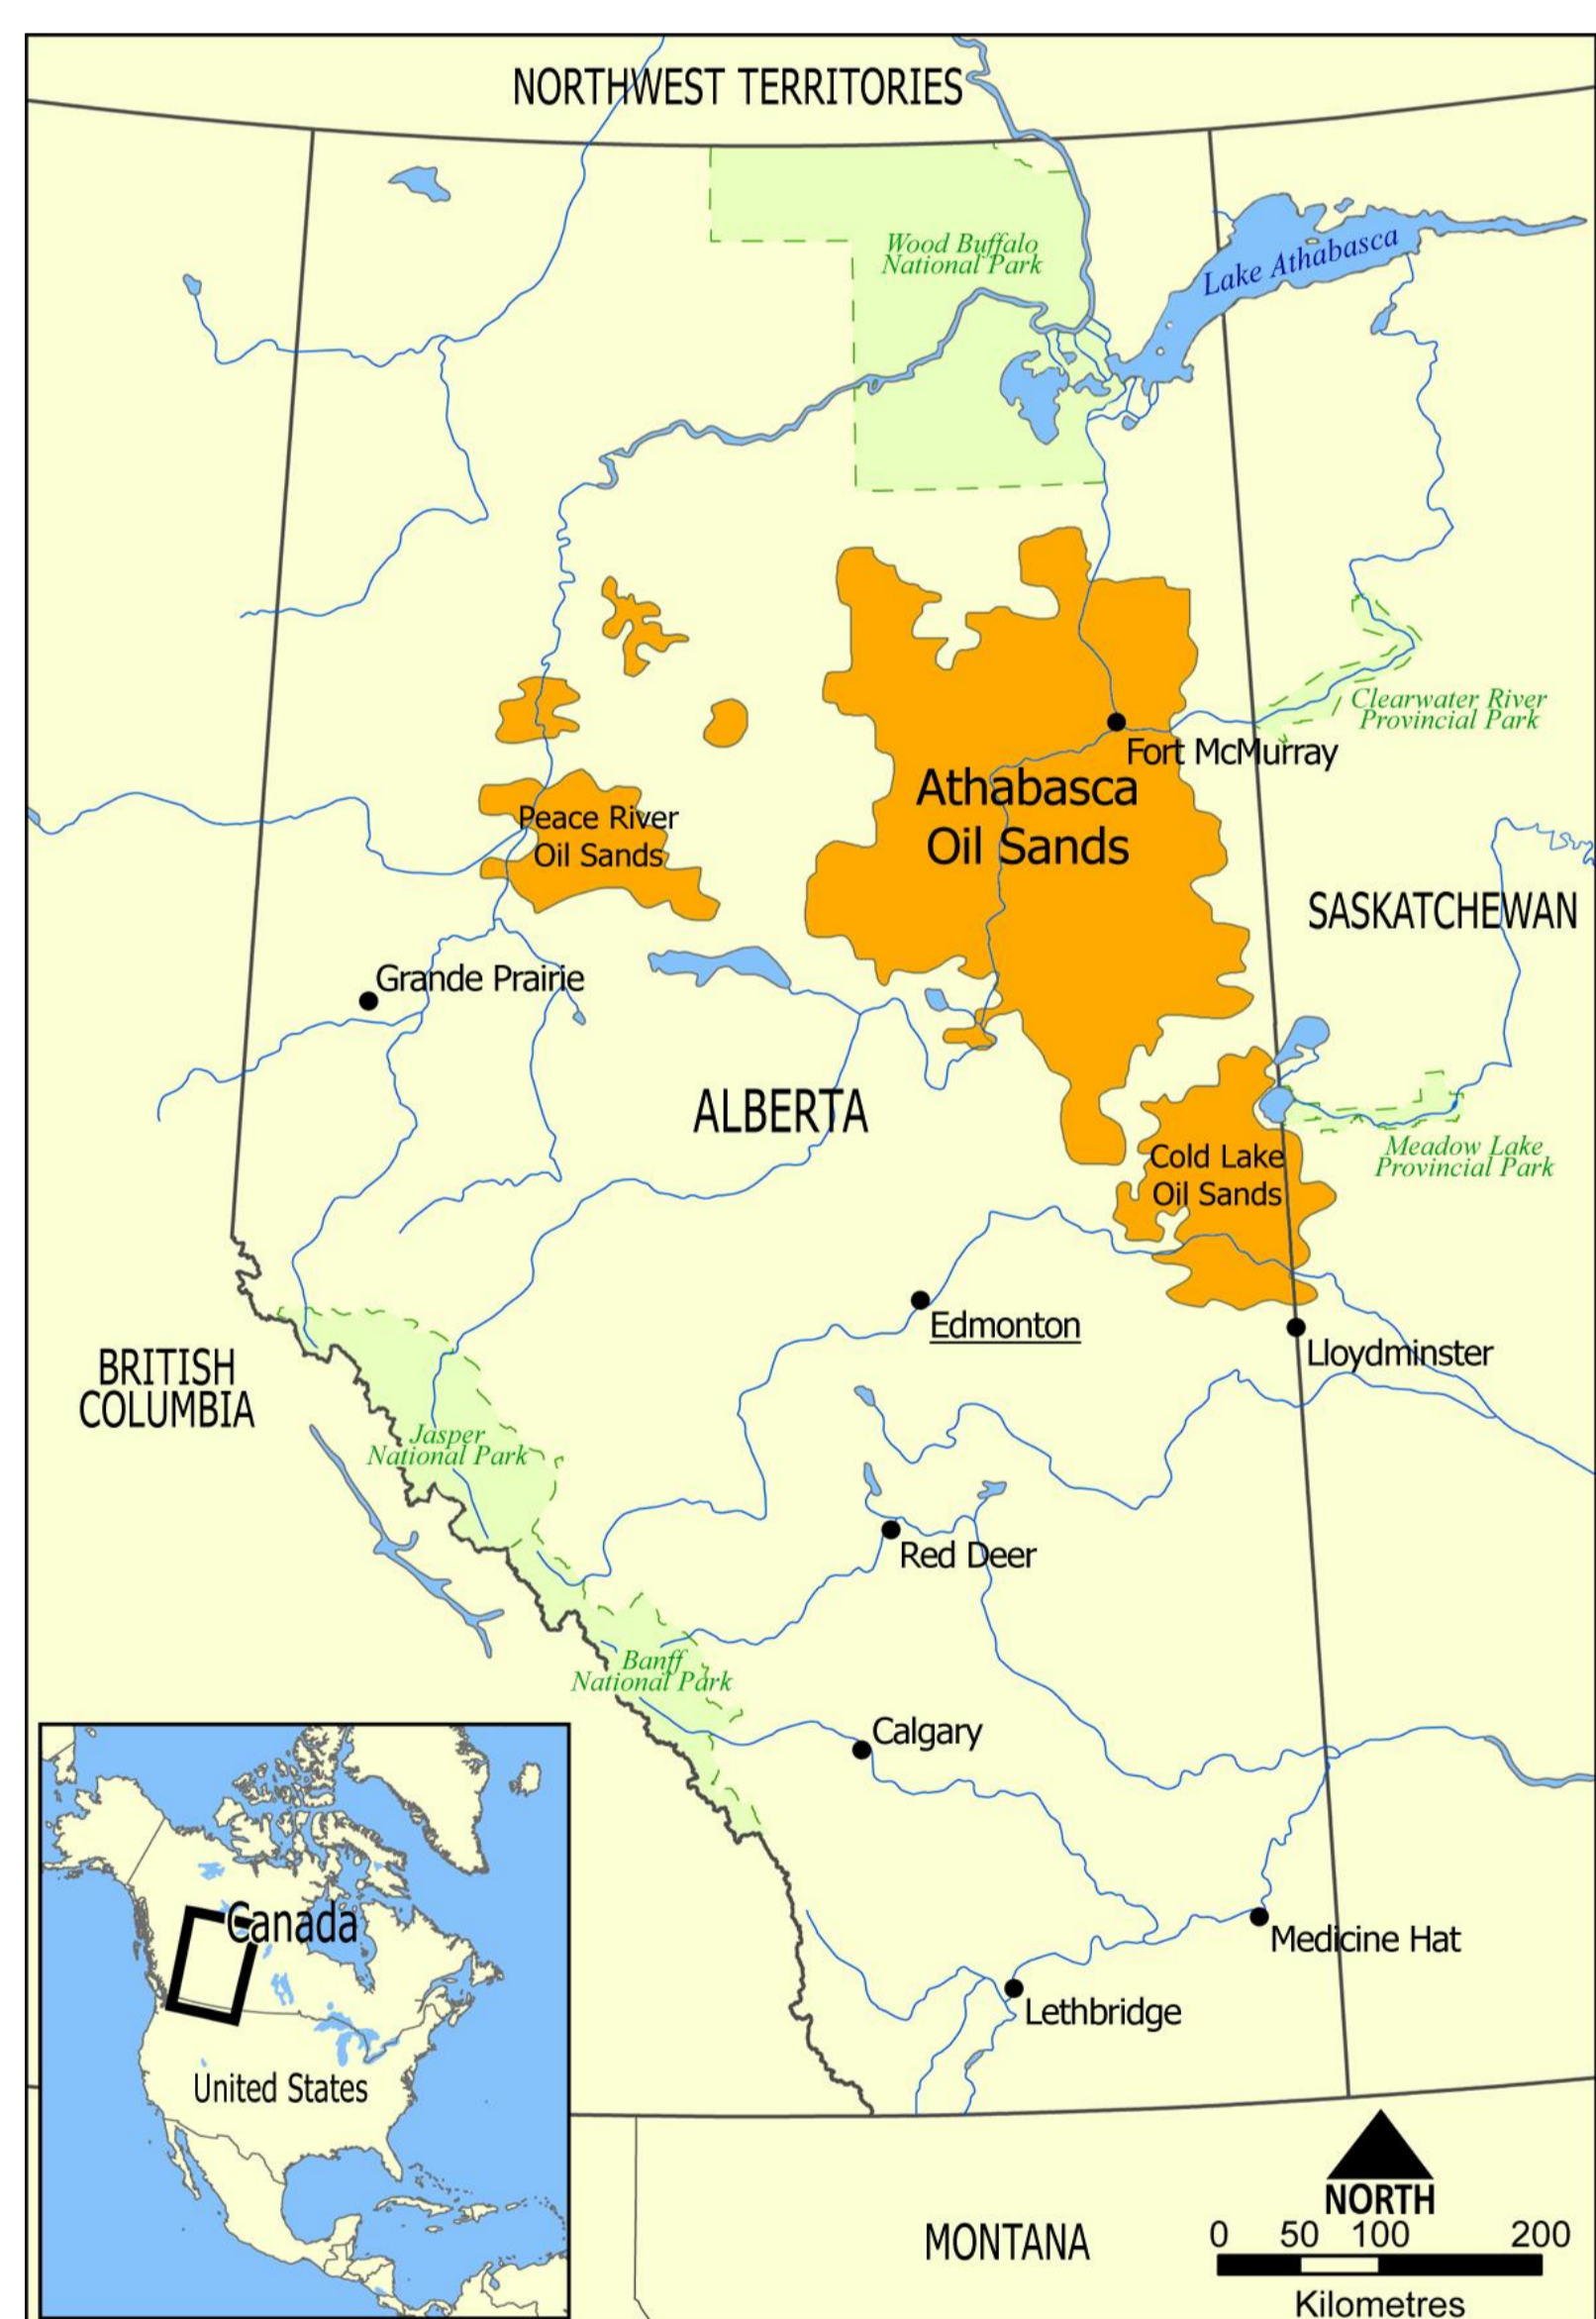 NORTHWEST TERRITORIES
Wood Buffalo
National Park
Lake Athabasca
Clearwater River
Provincial Park
Fort McMurray
Athabasca
Oil Sands
Peace River
Oil Sands
SASKATCHEWAN
Grande Prairie
ALBERTA
Cold Lake
Oil Sands
Meadow Lake
Provincial Park
Edmonton
Lloydminster
BRITISH
COLUMBIA
Jasper
National Park
Red Deer
Banff
National Park
Calgary
Medicine Hat
Lethbridge
Canada
United States
MONTANA
NORTH
0 50 100 200
Kilometres